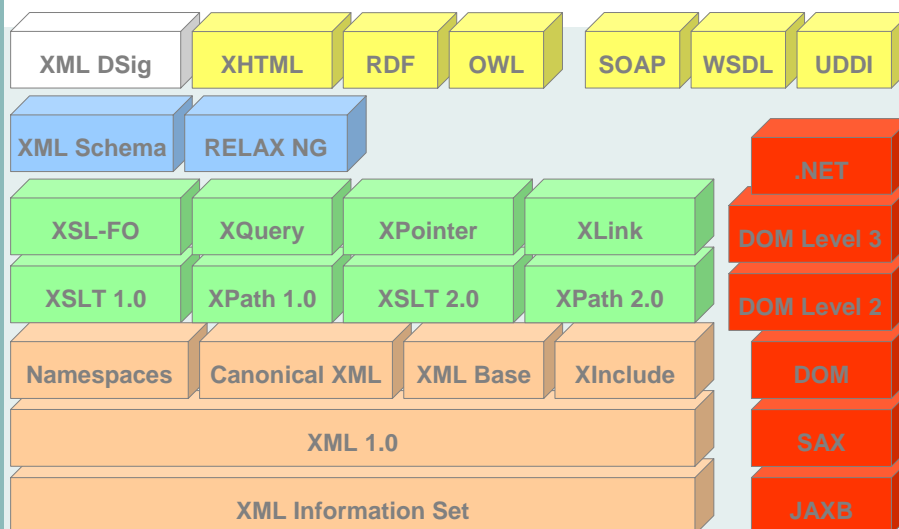 XML DSig XHTML RDF OWL SOAP WSDL UDDI
XML Schema RELAX NG
.NET
XSL-FO XQuery XPointer XLink DOM Level 3
XSLT 1.0 XPath 1.0 XSLT 2.0 XPath 2.0 DOM Level 2
Namespaces Canonical XML XML Base XInclude DOM
XML 1.0 SAX
XML Information Set JAXB